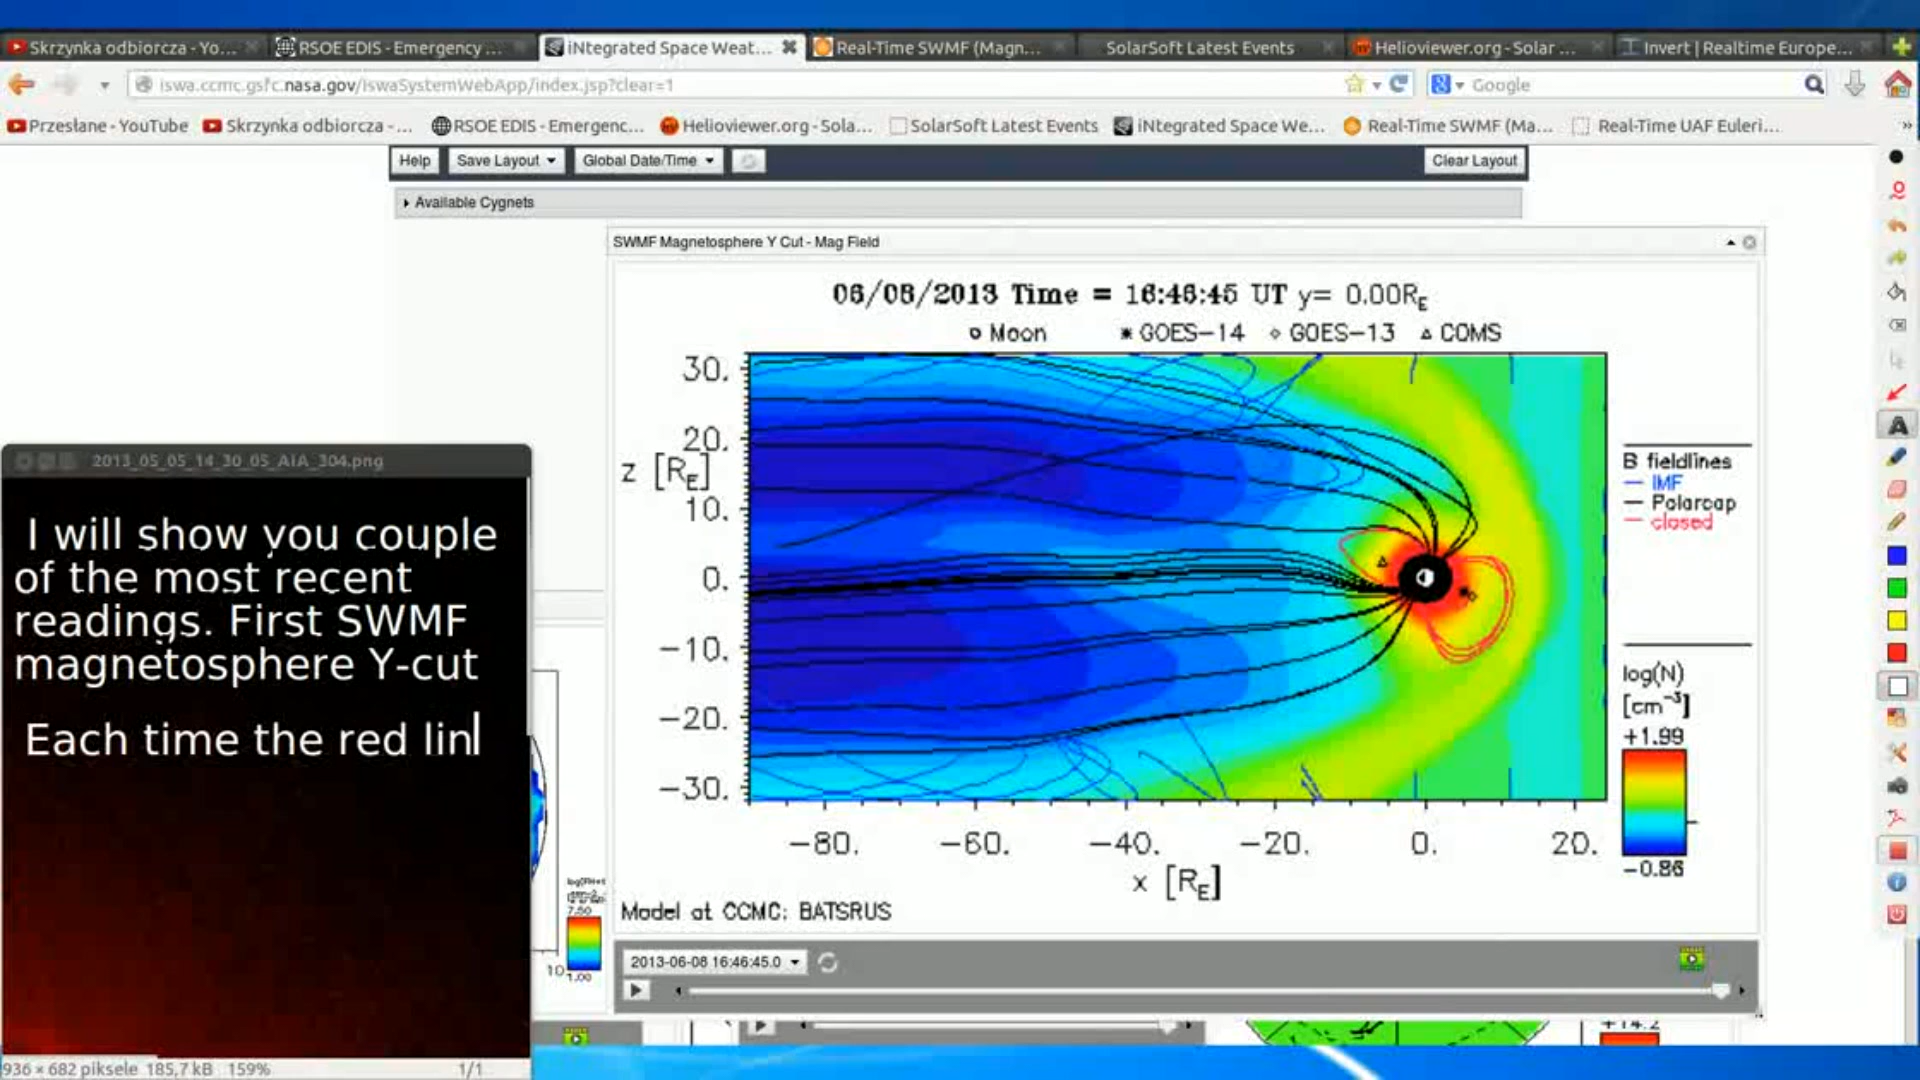 Skrzynka odbiorcza - Yo...
RSOE EDIS - Emergency ...
iNtegrated Space Weat...
Real-Time SWMF (Magn...
SolarSoft Latest Events
Helioviewer.org - Solar ...
Invert | Realtime Europe...
iswa.ccmc.gsfc.nasa.gov/IswaSystemWebApp/index.jsp?clear=1
Google
Przesłane - YouTube
Skrzynka odbiorcza - ...
RSOE EDIS - Emergenc...
Helioviewer.org - Sola...
SolarSoft Latest Events
iNtegrated Space We...
Real-Time SWMF (Ma...
Real-Time UAF Euleri...
Help
Save Layout
Global Date/Time
Clear Layout
Available Cygnets
SWMF Magnetosphere Y Cut - Mag Field
06/08/2013 Time = 16:46:45 UT y= 0.00RE
Moon
GOES-14
GOES-13
COMS
30.
20.
z [RE]
10.
0.
-10.
-20.
-30.
-80.
-60.
-40.
-20.
0.
20.
x [RE]
B fieldlines
IMF
Polarcap
closed
log(N)
[cm-3]
+1.99
-0.86
Model at CCMC: BATSRUS
2013-06-08 16:46:45.0
2013_05_05_14_30_05_AIA_304.png
I will show you couple
of the most recent
readings. First SWMF
magnetosphere Y-cut
Each time the red lin
936 × 682 piksele 185,7 kB 159%
1/1
7.50
10
1.00
+14.2